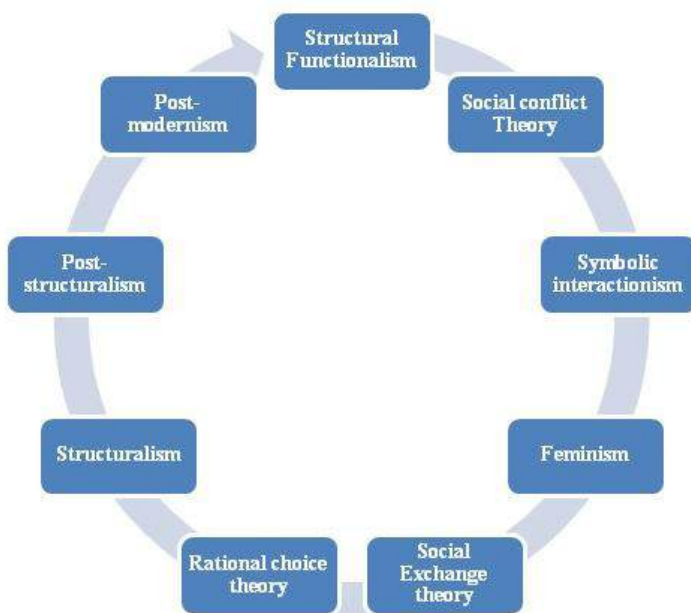 Structural
Functionalism
Social conflict
Theory
Symbolic
interactionism
Feminism
Social
Exchange
theory
Rational choice
theory
Structuralism
Post-
structuralism
Post-
modernism